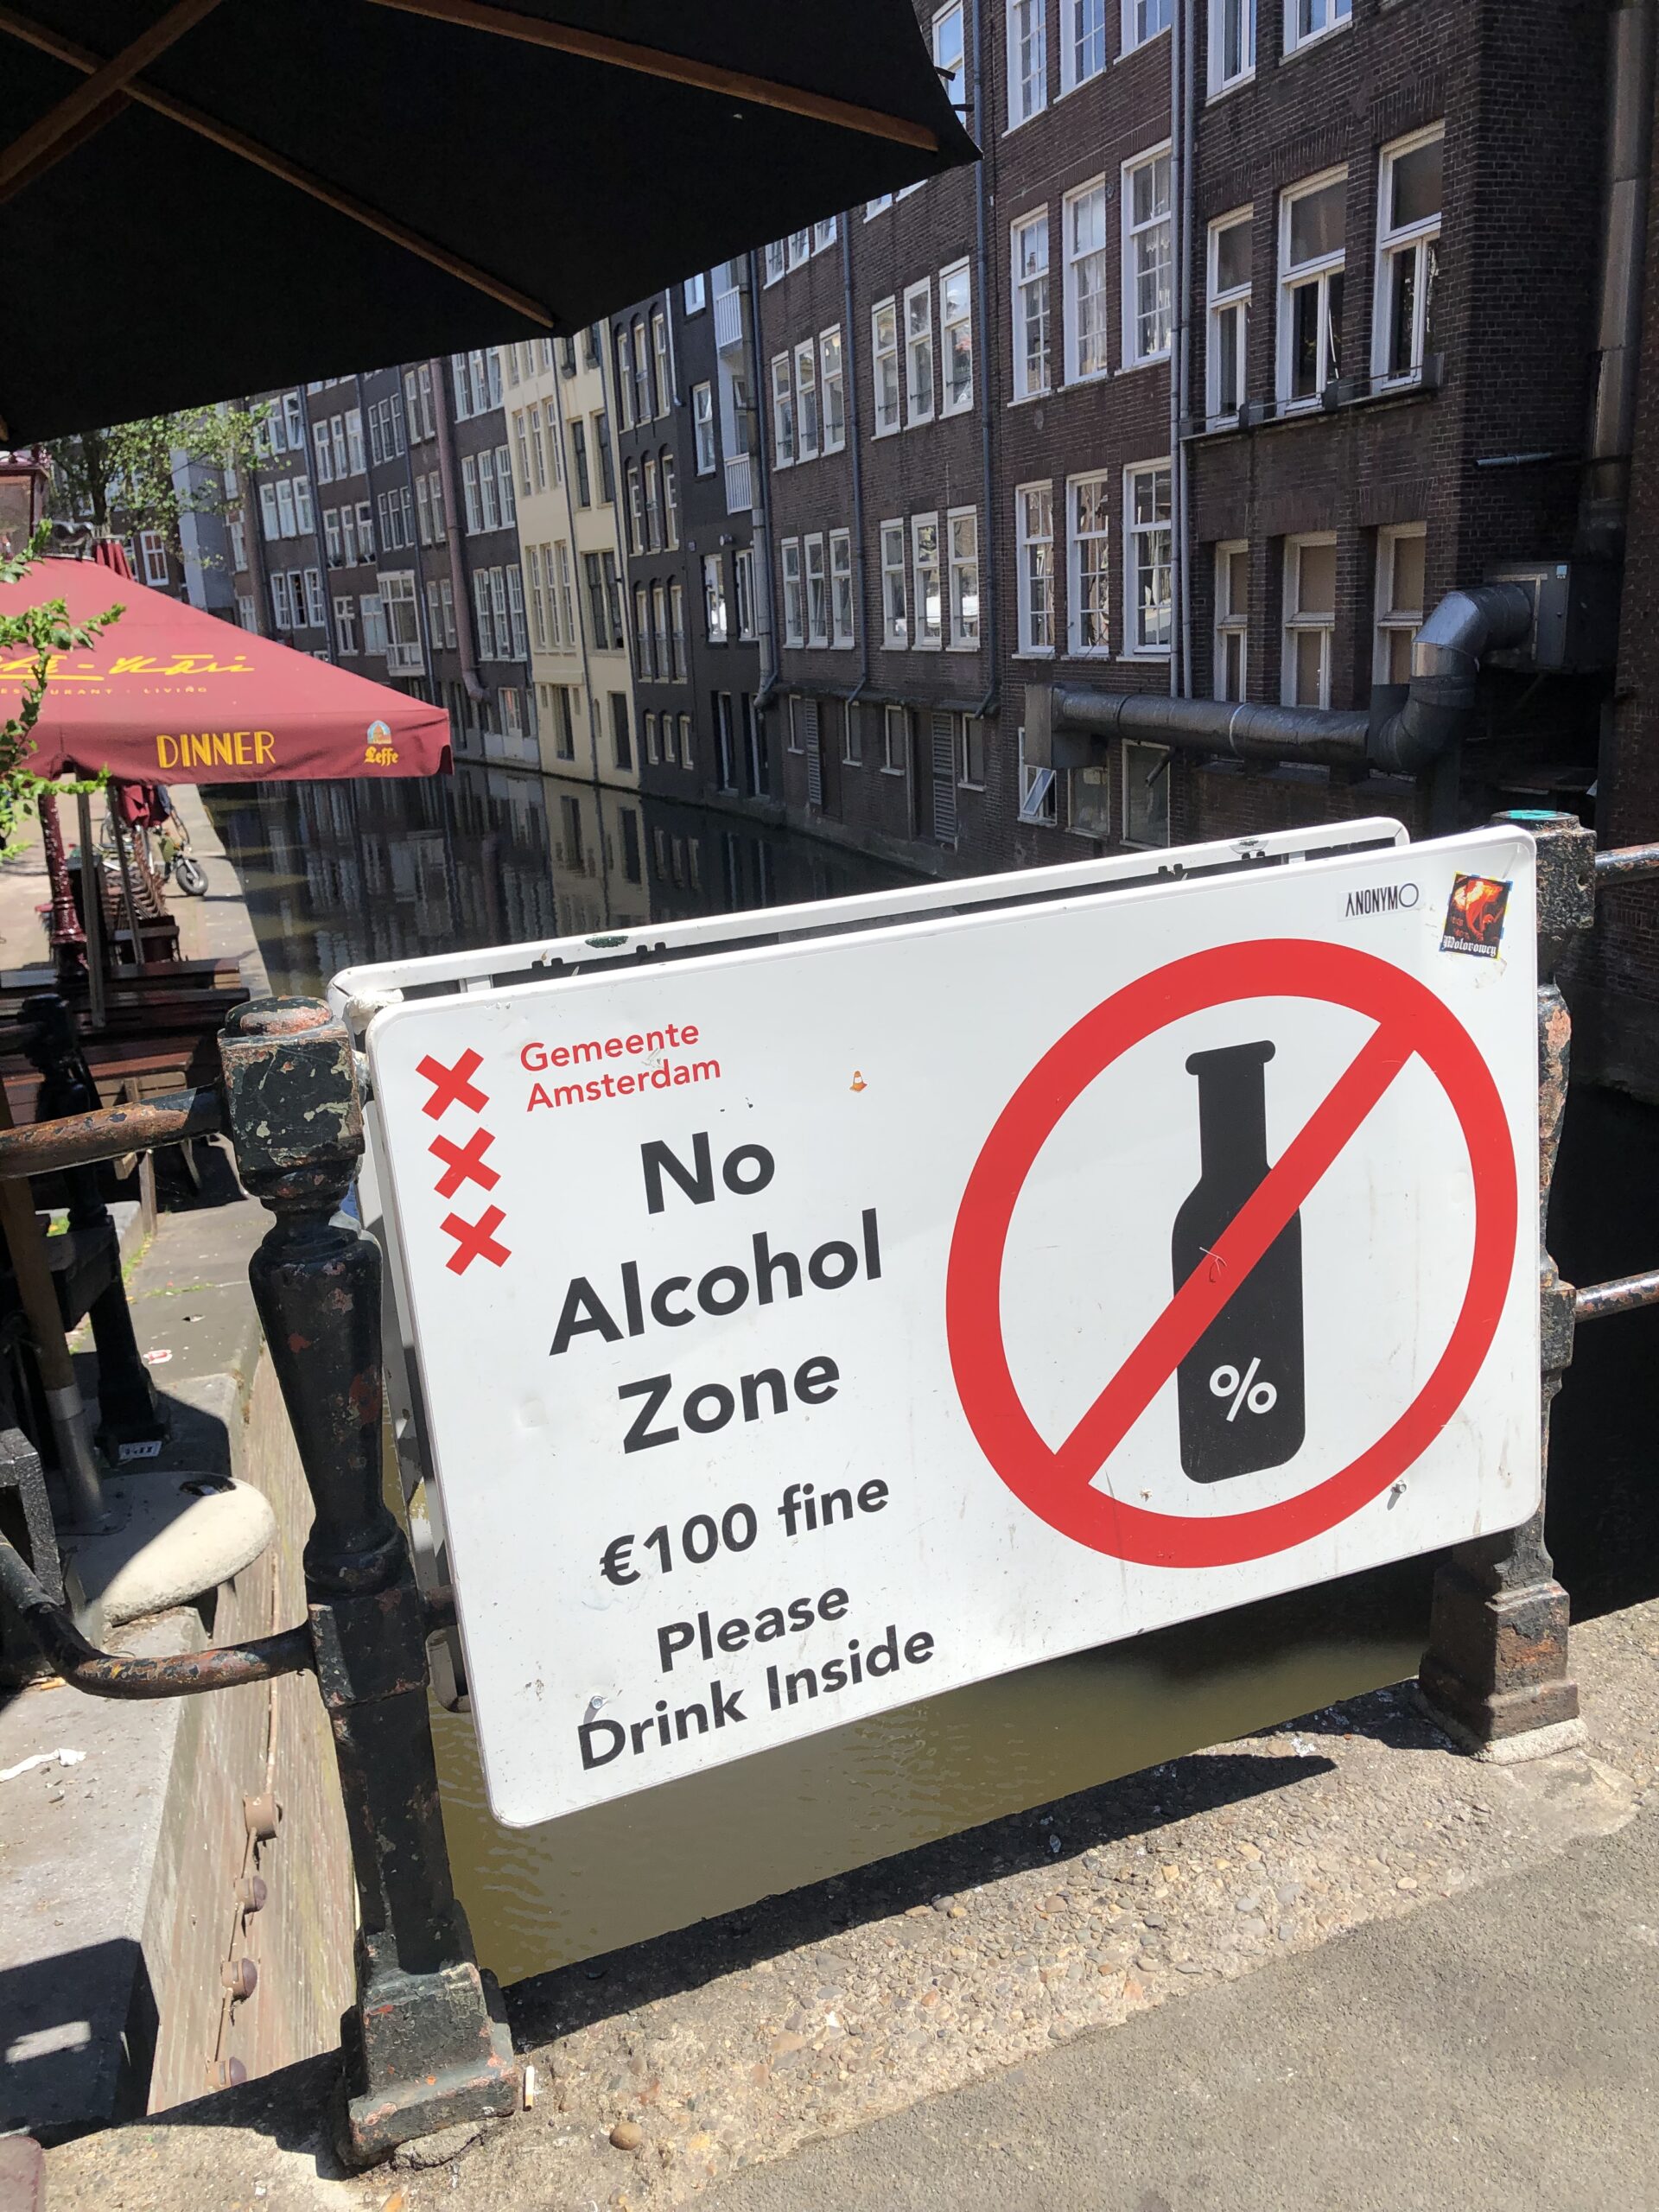 DINNER
Leffe
ANONYMO
Gemeente
Amsterdam
No
Alcohol
Zone
€100 fine
Please
Drink Inside
%